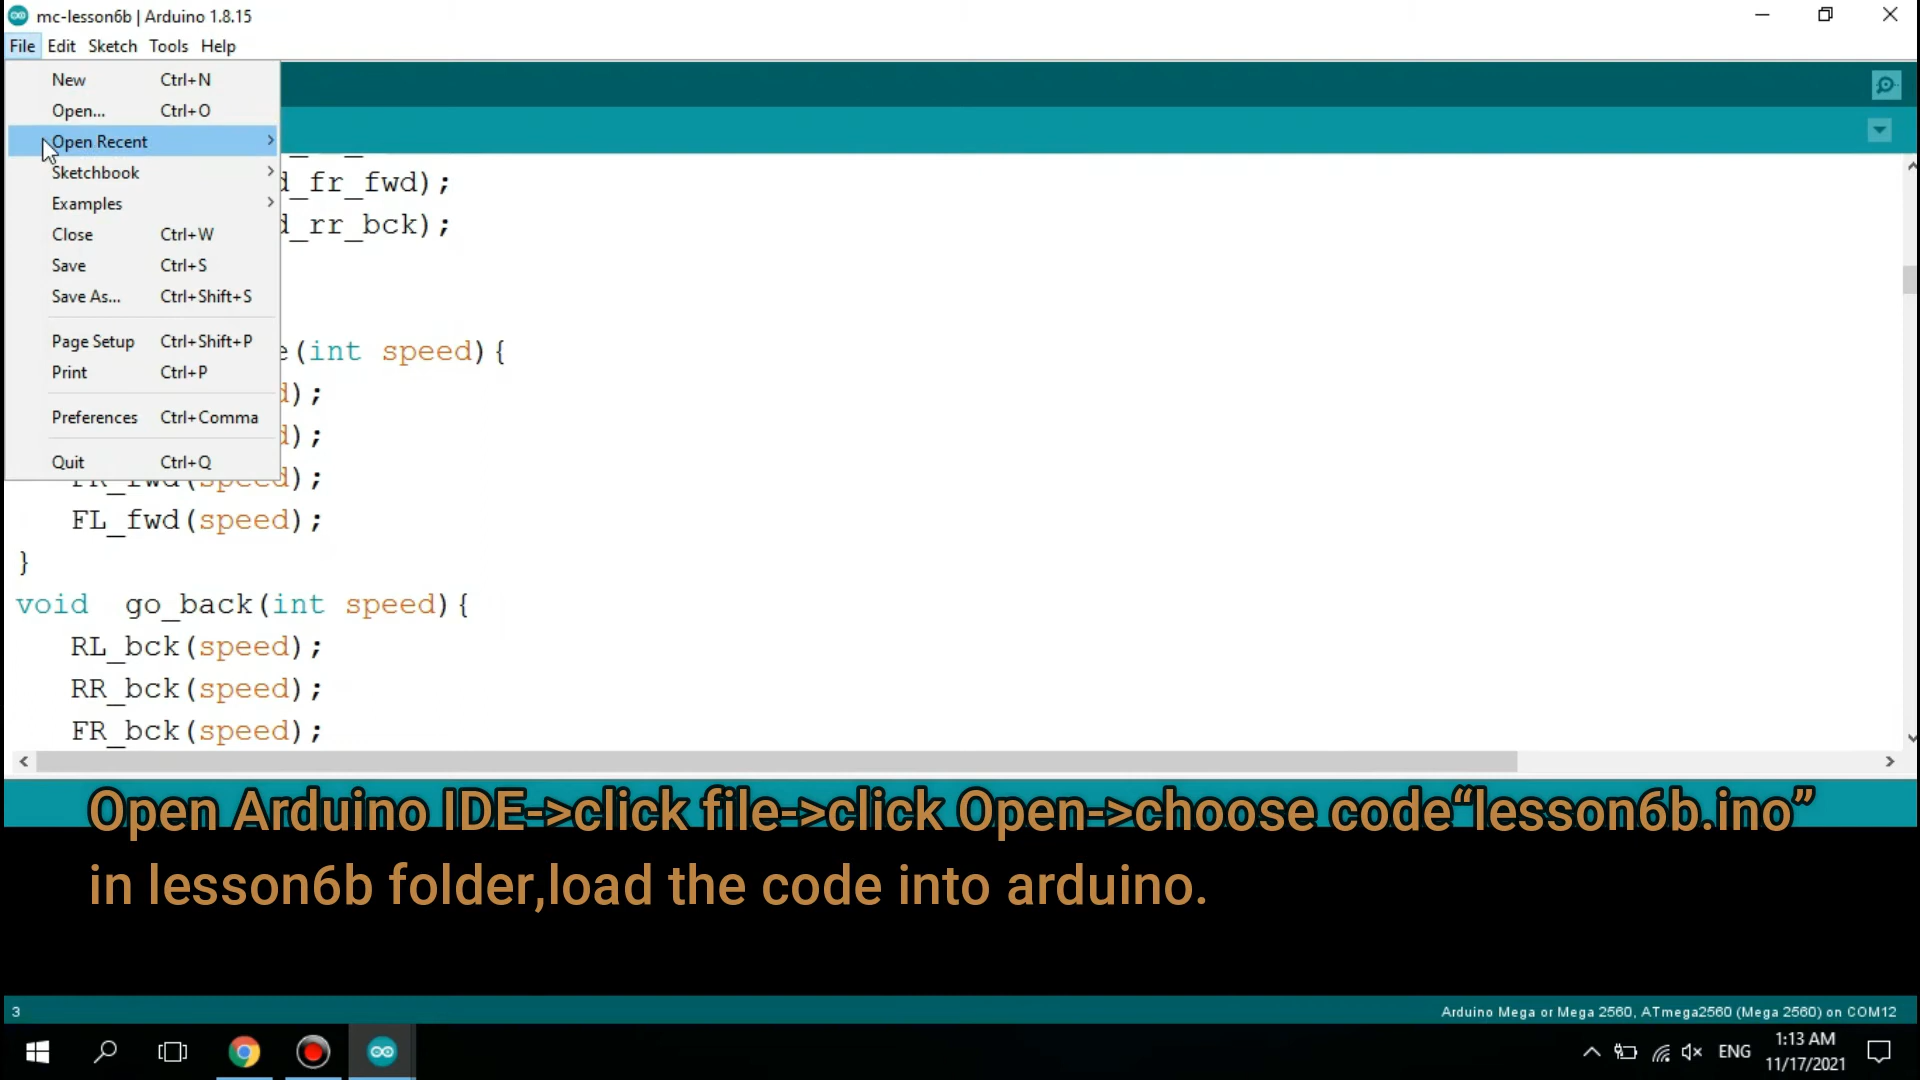 mc-lesson6b | Arduino 1.8.15
File Edit Sketch Tools Help
New Ctrl+N
Open... Ctrl+O
Open Recent
Sketchbook
Examples
Close Ctrl+W
Save Ctrl+S
Save As... Ctrl+Shift+S
Page Setup Ctrl+Shift+P
Print Ctrl+P
Preferences Ctrl+Comma
Quit Ctrl+Q
d_fr_fwd);
d_rr_bck);
e(int speed){
d);
d);
FR_fwd(speed);
FL_fwd(speed);
}
void go_back(int speed){
RL_bck(speed);
RR_bck(speed);
FR_bck(speed);
Open Arduino IDE->click file->click Open->choose code“lesson6b.ino”
in lesson6b folder,load the code into arduino.
3 Arduino Mega or Mega 2560, ATmega2560 (Mega 2560) on COM12
ENG 1:13 AM
11/17/2021